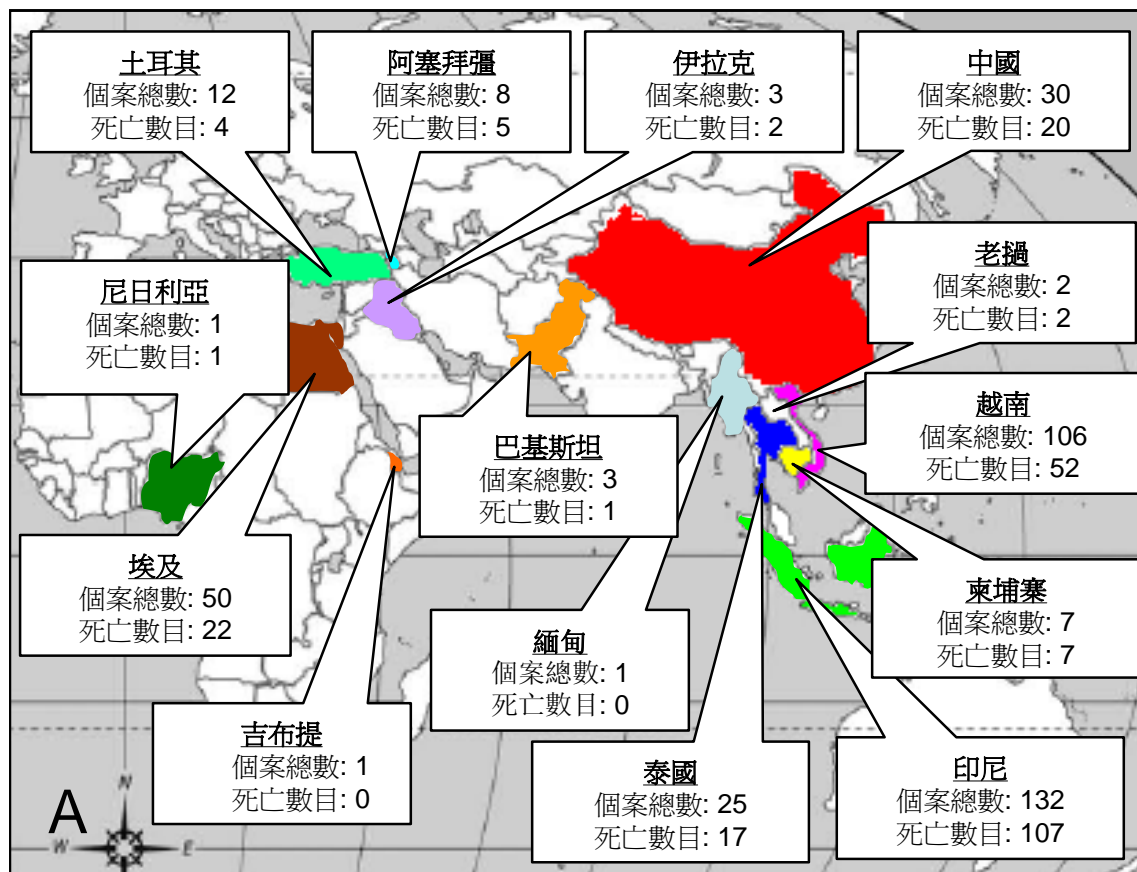 土耳其
個案總數: 12
死亡數目: 4
阿塞拜彊
個案總數: 8
死亡數目: 5
伊拉克
個案總數: 3
死亡數目: 2
中國
個案總數: 30
死亡數目: 20
尼日利亞
個案總數: 1
死亡數目: 1
老撾
個案總數: 2
死亡數目: 2
越南
個案總數: 106
死亡數目: 52
巴基斯坦
個案總數: 3
死亡數目: 1
埃及
個案總數: 50
死亡數目: 22
柬埔寨
個案總數: 7
死亡數目: 7
緬甸
個案總數: 1
死亡數目: 0
吉布提
個案總數: 1
死亡數目: 0
泰國
個案總數: 25
死亡數目: 17
印尼
個案總數: 132
死亡數目: 107
A
N
W
E